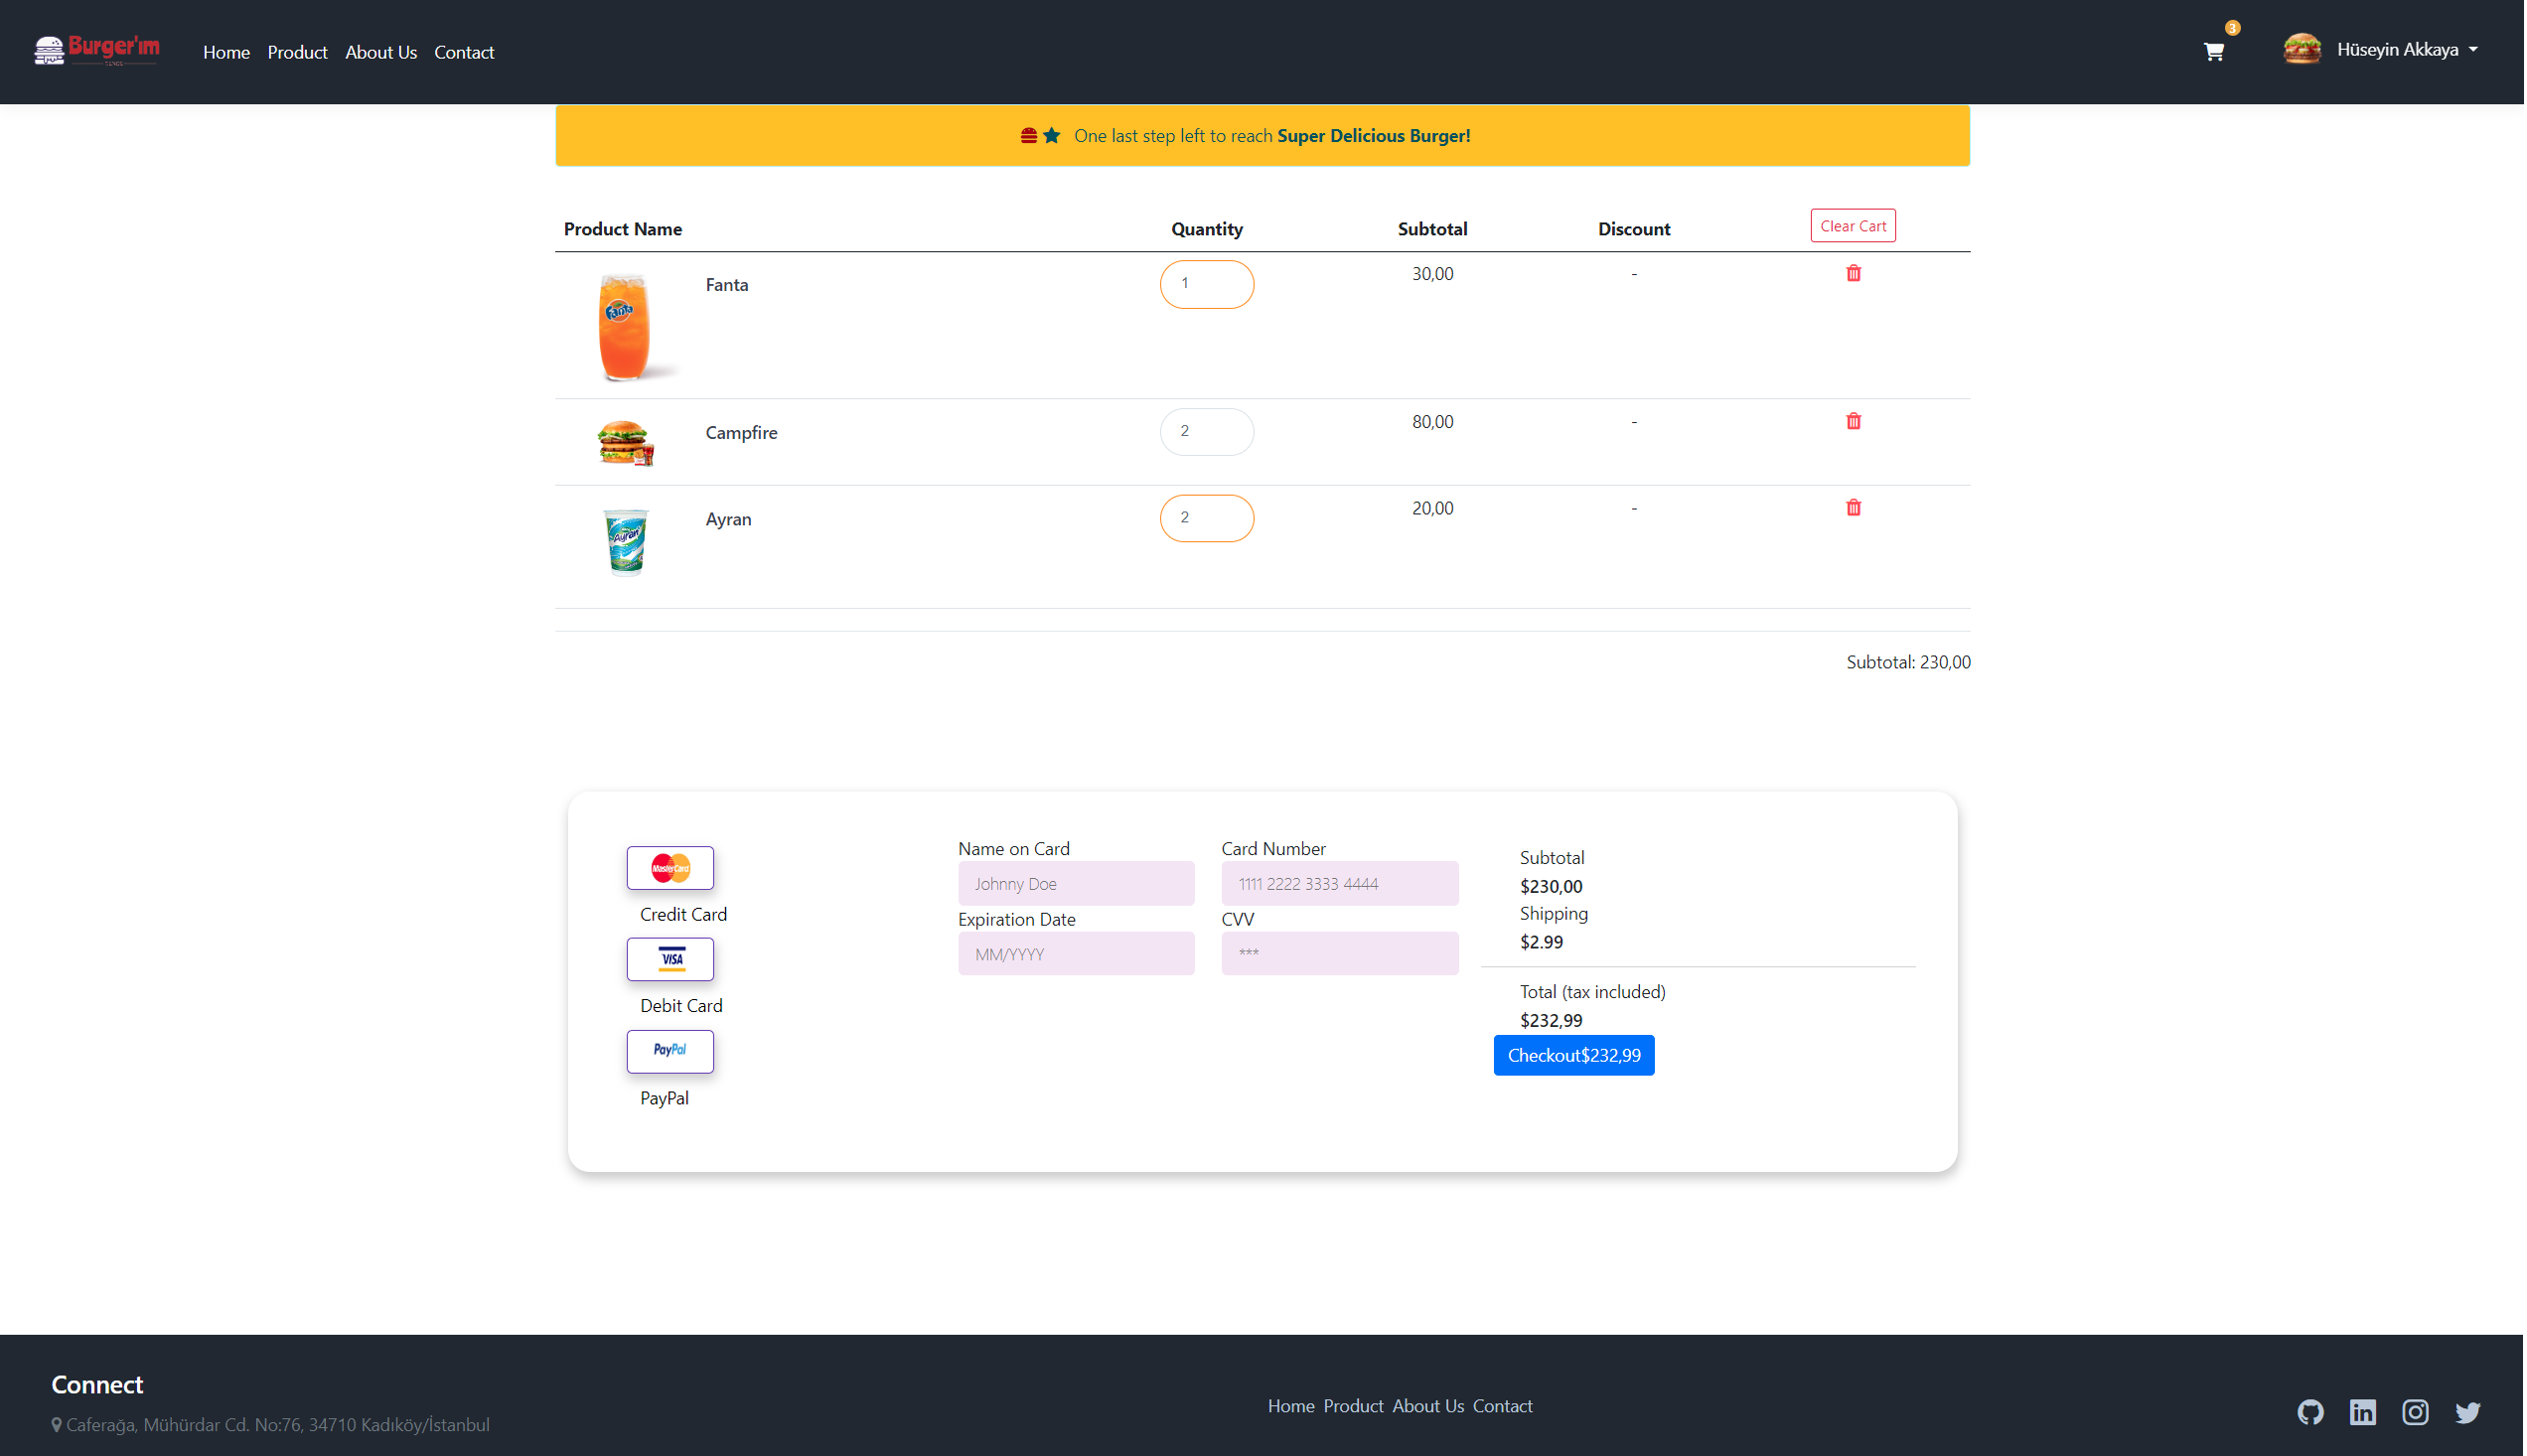 Burger'ım
Home Product About Us Contact
3
Hüseyin Akkaya
One last step left to reach Super Delicious Burger!
Product Name Quantity Subtotal Discount Clear Cart
Fanta
Fanta 1 30,00 -
Campfire 2 80,00 -
Ayran
Ayran 2 20,00 -
Subtotal: 230,00
MasterCard
Credit Card
VISA
Debit Card
PayPal
PayPal
Name on Card Card Number
Johnny Doe 1111 2222 3333 4444
Expiration Date CVV
MM/YYYY ***
Subtotal
$230,00
Shipping
$2.99
Total (tax included)
$232,99
Checkout$232,99
Connect
Caferağa, Mühürdar Cd. No:76, 34710 Kadıköy/İstanbul
Home Product About Us Contact
in